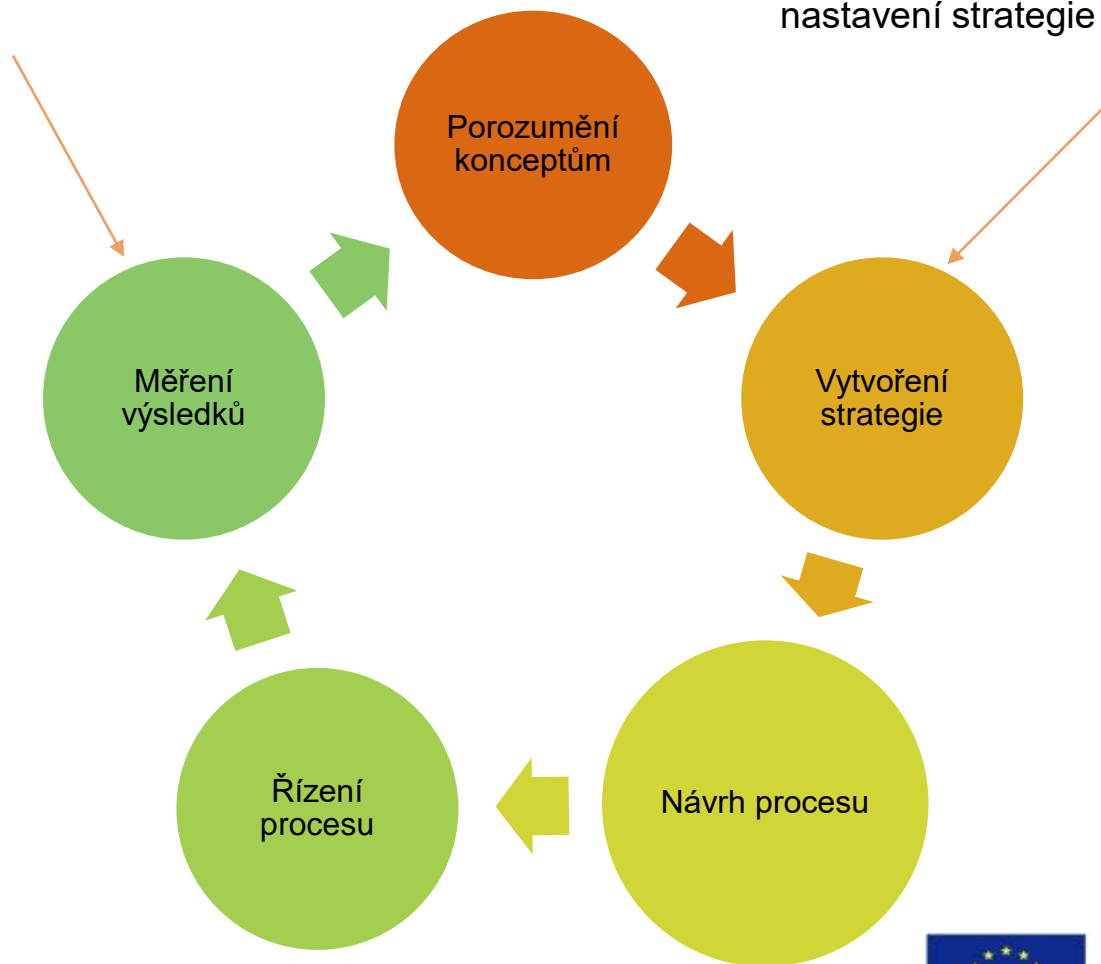 nastavení strategie
Porozumění
konceptům
Vytvoření
strategie
Návrh procesu
Řízení
procesu
Měření
výsledků